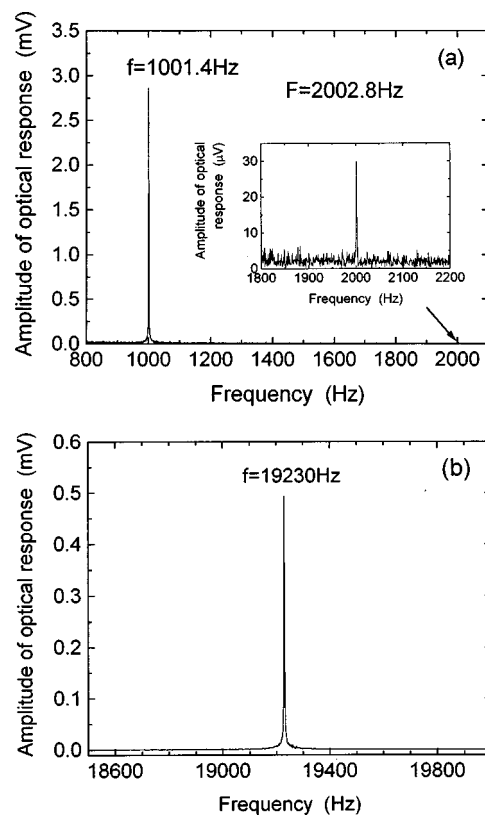 (a)
f=1001.4Hz
F=2002.8Hz
Amplitude of optical response (mV)
3.5
3.0
2.5
2.0
1.5
1.0
0.5
0.0
800 1000 1200 1400 1600 1800 2000
Frequency (Hz)
Amplitude of optical
response (μV)
30
20
10
0
1800 1900 2000 2100 2200
Frequency (Hz)
(b)
f=19230Hz
Amplitude of optical response (mV)
0.6
0.5
0.4
0.3
0.2
0.1
0.0
18600 19000 19400 19800
Frequency (Hz)